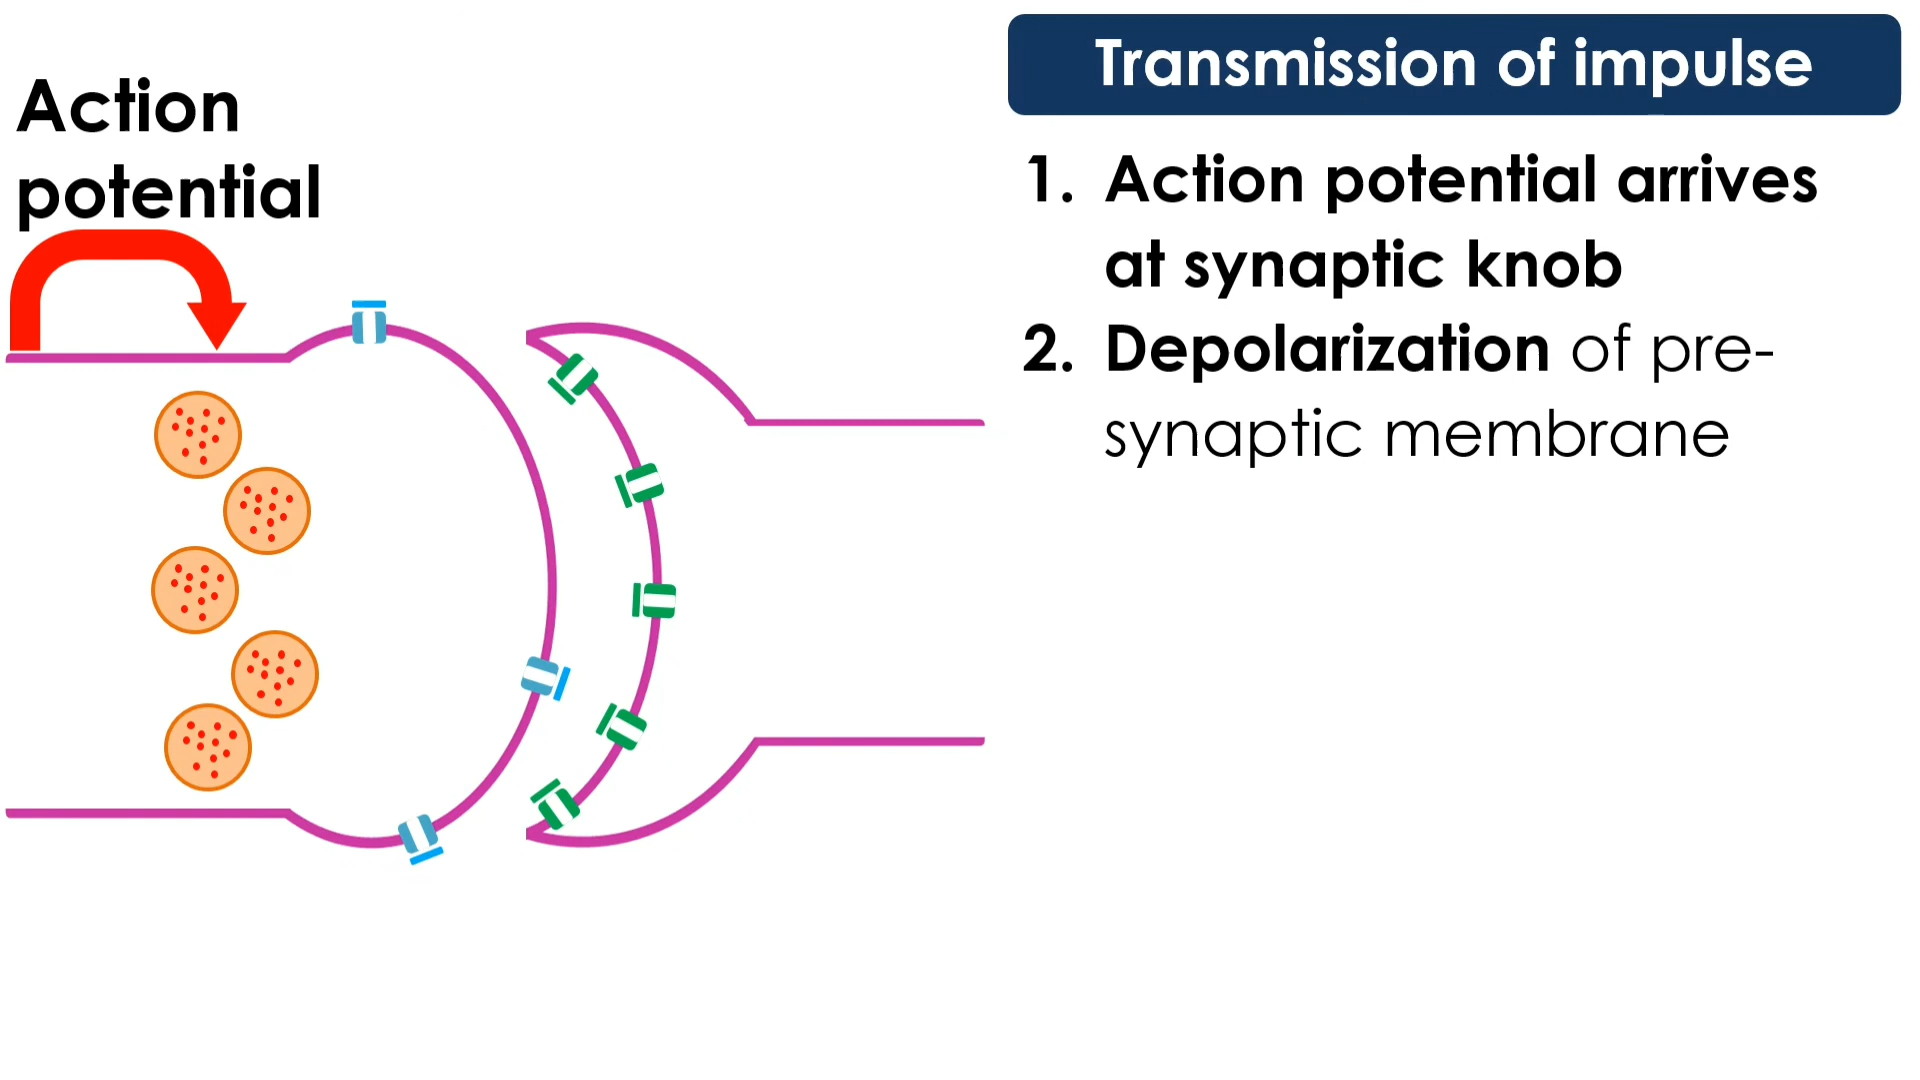 Action
potential
Transmission of impulse
1. Action potential arrives
at synaptic knob
2. Depolarization of pre-
synaptic membrane